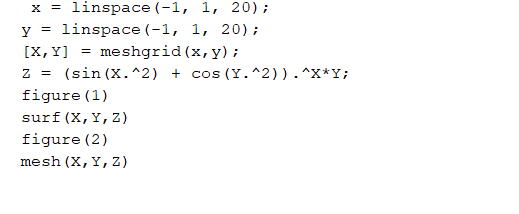 x = linspace(-1, 1, 20);
y = linspace(-1, 1, 20);
[X,Y] = meshgrid(x,y);
Z = (sin(X.^2) + cos(Y.^2)).^X*Y;
figure(1)
surf(X,Y,Z)
figure(2)
mesh(X,Y,Z)